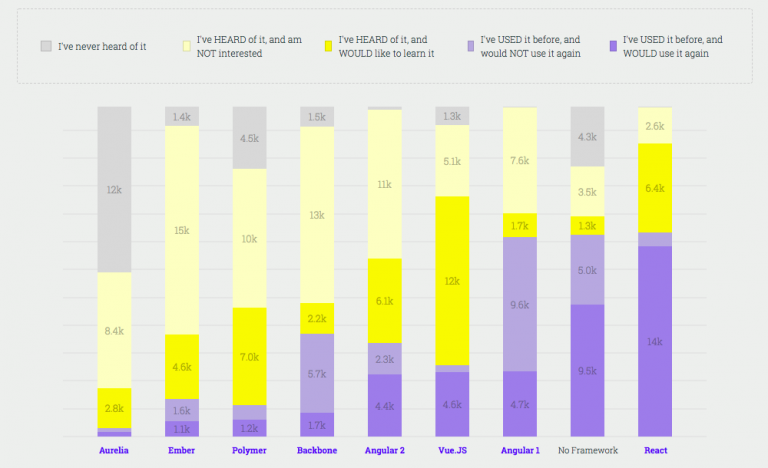 I've never heard of it
I've HEARD of it, and am
NOT interested
I've HEARD of it, and
WOULD like to learn it
I've USED it before, and
would NOT use it again
I've USED it before, and
WOULD use it again
12k
8.4k
2.8k
1.4k
15k
4.6k
1.6k
1.1k
4.5k
10k
7.0k
1.2k
1.5k
13k
2.2k
5.7k
1.7k
11k
6.1k
2.3k
4.4k
1.3k
5.1k
12k
4.6k
7.6k
1.7k
9.6k
4.7k
4.3k
3.5k
1.3k
5.0k
9.5k
2.6k
6.4k
14k
Aurelia
Ember
Polymer
Backbone
Angular 2
Vue.JS
Angular 1
No Framework
React